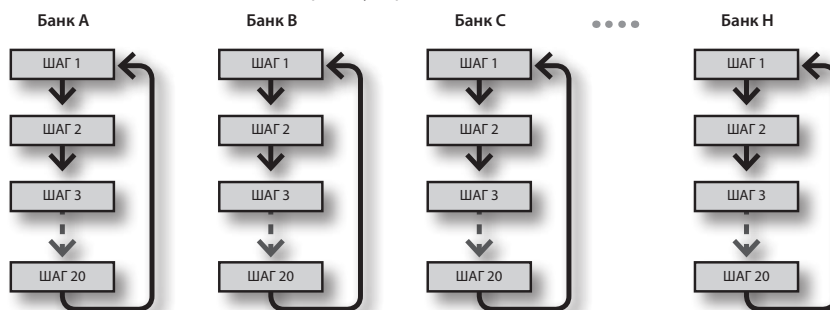 Банк A Банк B Банк C Банк H
ШАГ 1 ШАГ 1 ШАГ 1 ШАГ 1
ШАГ 2 ШАГ 2 ШАГ 2 ШАГ 2
ШАГ 3 ШАГ 3 ШАГ 3 ШАГ 3
ШАГ 20 ШАГ 20 ШАГ 20 ШАГ 20